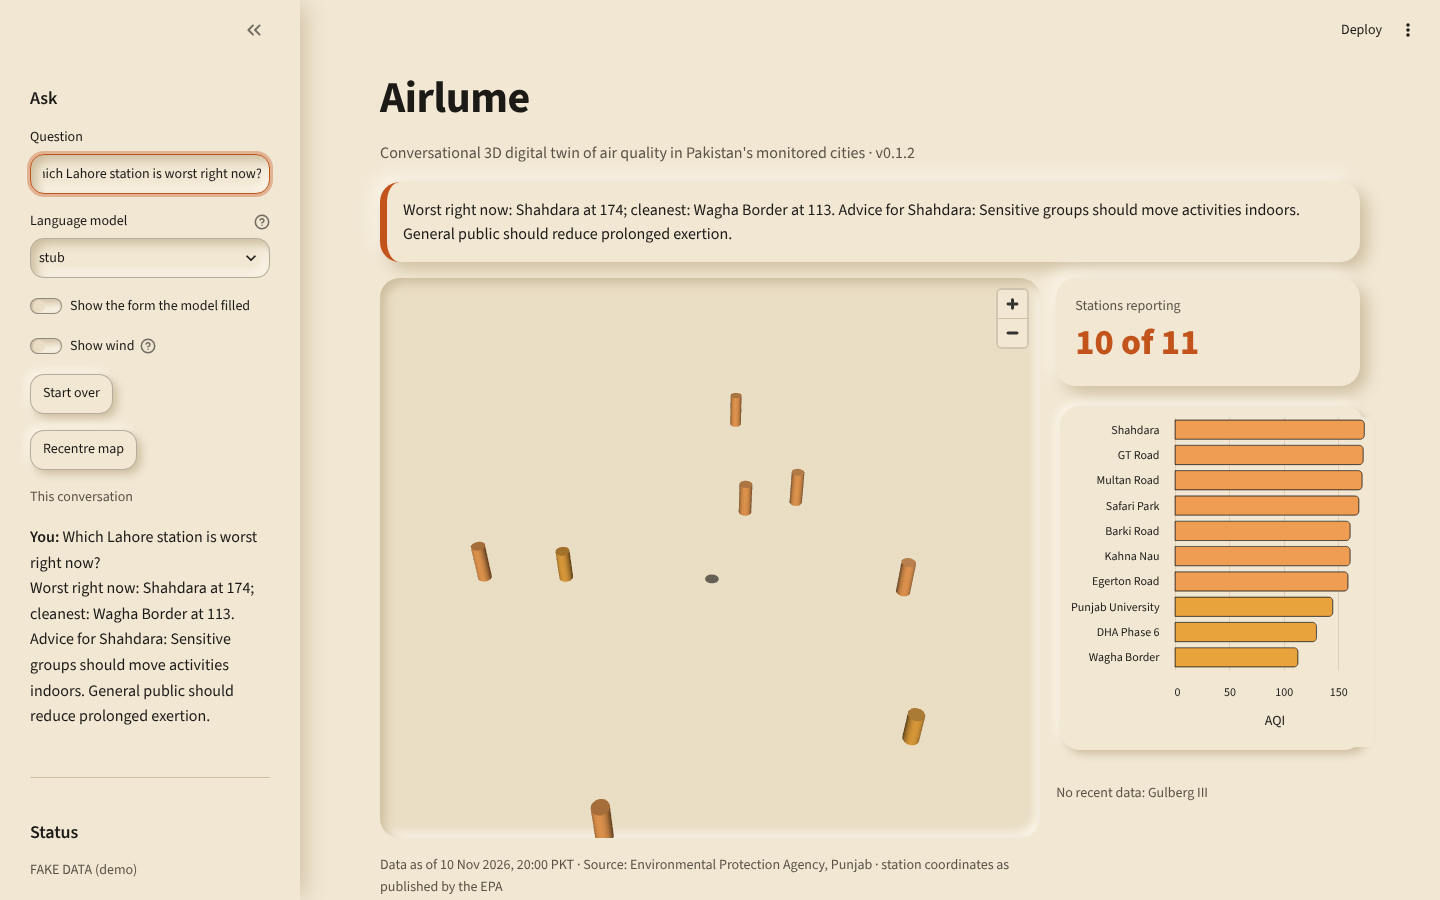 Deploy
Ask
Question
hich Lahore station is worst right now?
Language model
stub
Show the form the model filled
Show wind
Start over
Recentre map
This conversation
You: Which Lahore station is worst
right now?
Worst right now: Shahdara at 174;
cleanest: Wagha Border at 113.
Advice for Shahdara: Sensitive
groups should move activities
indoors. General public should
reduce prolonged exertion.
Status
FAKE DATA (demo)
Airlume
Conversational 3D digital twin of air quality in Pakistan's monitored cities · v0.1.2
Worst right now: Shahdara at 174; cleanest: Wagha Border at 113. Advice for Shahdara: Sensitive groups should move activities indoors.
General public should reduce prolonged exertion.
Stations reporting
10 of 11
Shahdara
GT Road
Multan Road
Safari Park
Barki Road
Kahna Nau
Egerton Road
Punjab University
DHA Phase 6
Wagha Border
0 50 100 150
AQI
No recent data: Gulberg III
Data as of 10 Nov 2026, 20:00 PKT · Source: Environmental Protection Agency, Punjab · station coordinates as
published by the EPA